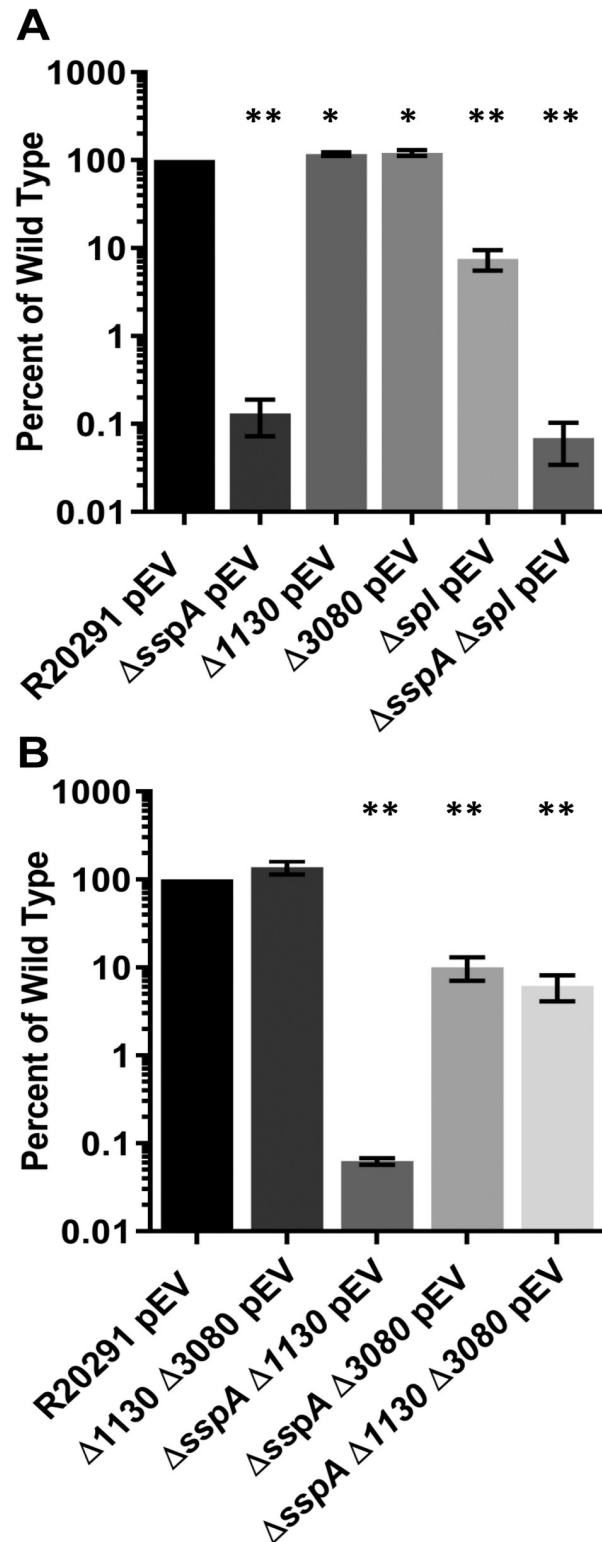 A
Percent of Wild Type
1000
100
10
1
0.1
0.01
** * * ** **
R20291 pEV
ΔsspA pEV
Δ1130 pEV
Δ3080 pEV
Δspl pEV
ΔsspA Δspl pEV
B
Percent of Wild Type
1000
100
10
1
0.1
0.01
** ** **
R20291 pEV
Δ1130 Δ3080 pEV
ΔsspA Δ1130 pEV
ΔsspA Δ3080 pEV
ΔsspA Δ1130 Δ3080 pEV